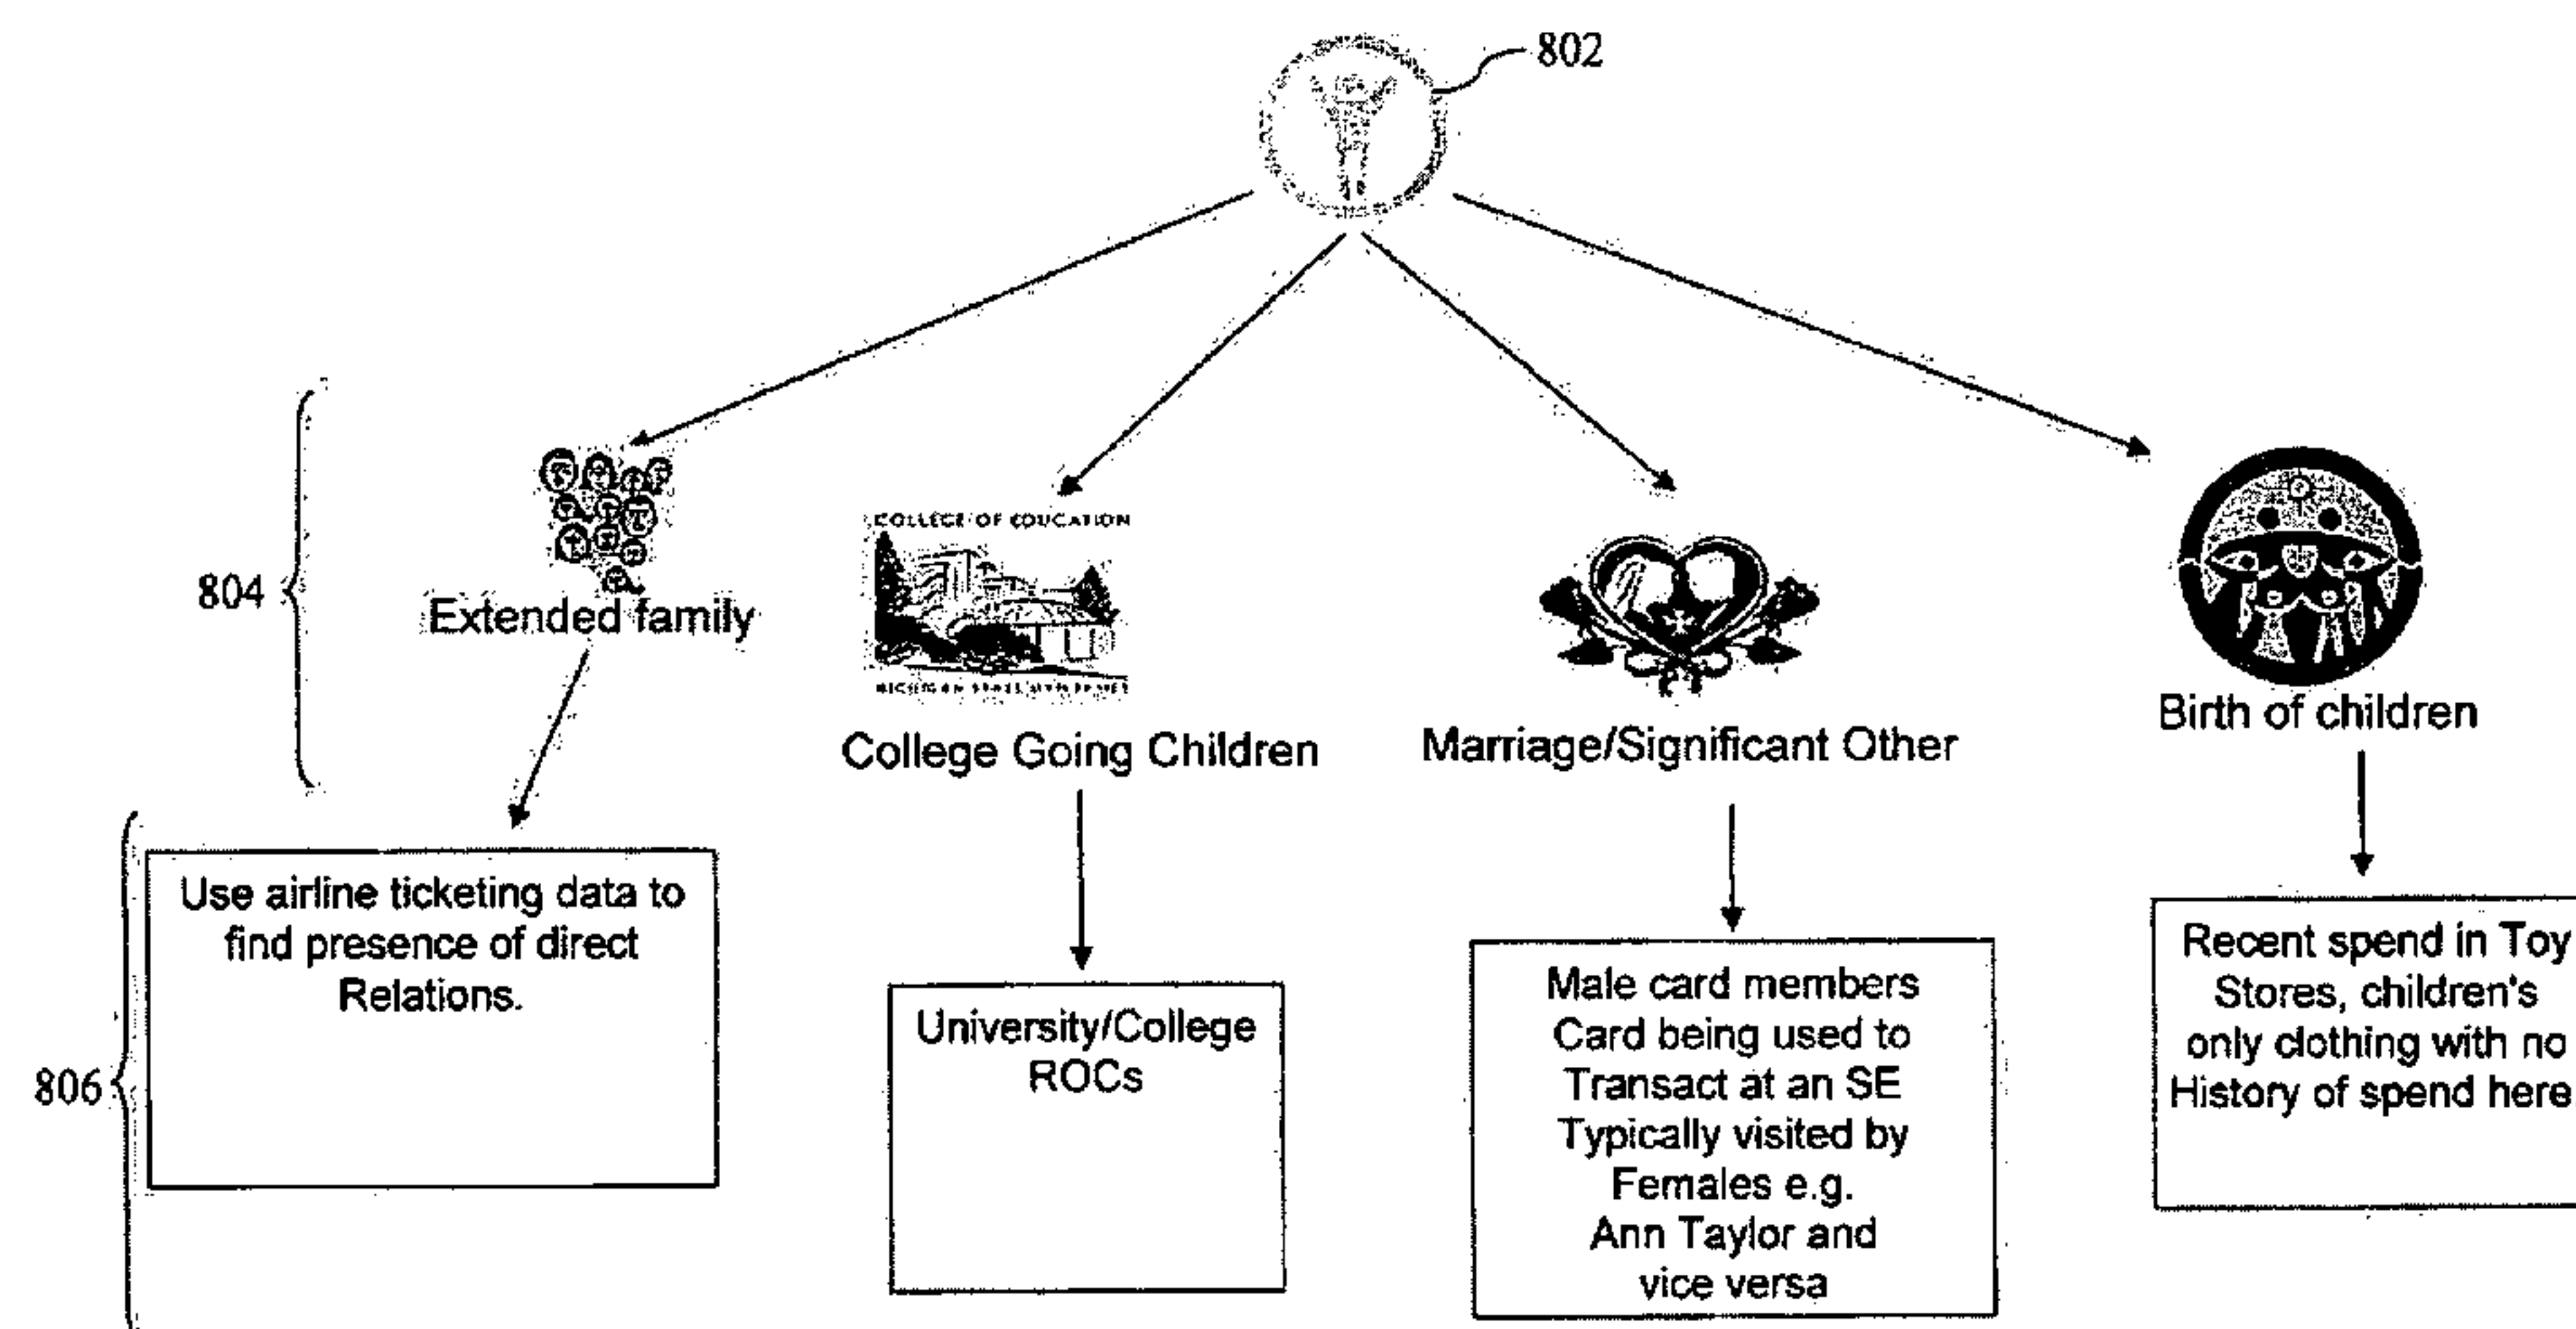 802
804
Extended family
COLLEGE OF EDUCATION
MICHIGAN STATE
College Going Children
Marriage/Significant Other
Birth of children
806
Use airline ticketing data to
find presence of direct
Relations.
University/College
ROCs
Male card members
Card being used to
Transact at an SE
Typically visited by
Females e.g.
Ann Taylor and
vice versa
Recent spend in Toy
Stores, children's
only clothing with no
History of spend here